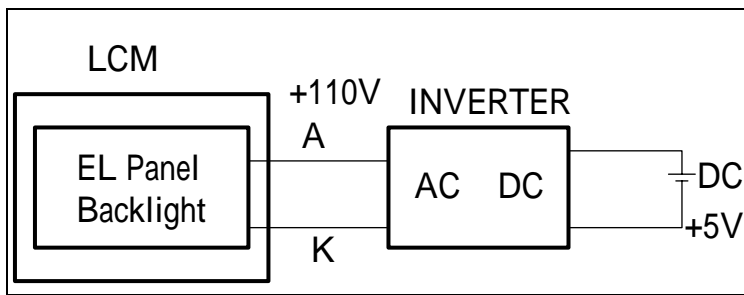 LCM
+110V
INVERTER
A
EL Panel
Backlight
AC DC
DC
+5V
K